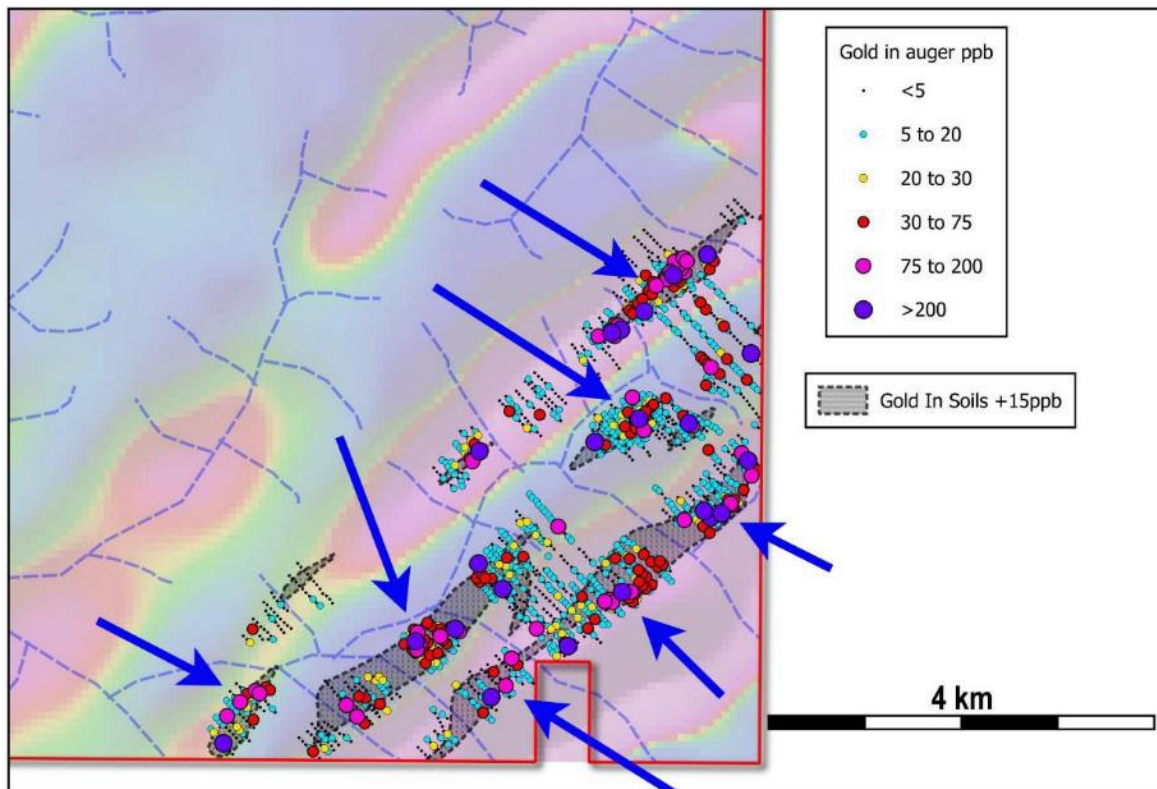 Gold in auger ppb
<5
5 to 20
20 to 30
30 to 75
75 to 200
>200
Gold In Soils +15ppb
4 km